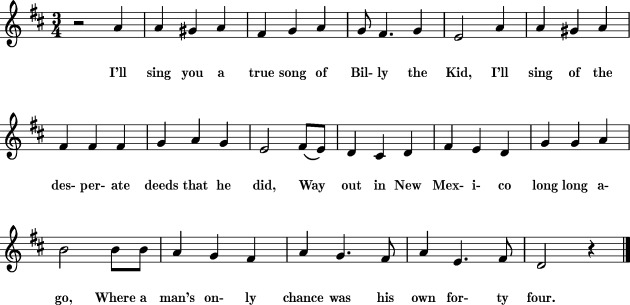 3
4
I'll sing you a true song of Bil- ly the Kid, I'll sing of the
des- per- ate deeds that he did, Way out in New Mex- i- co long long a-
go, Where a man's on- ly chance was his own for- ty four.